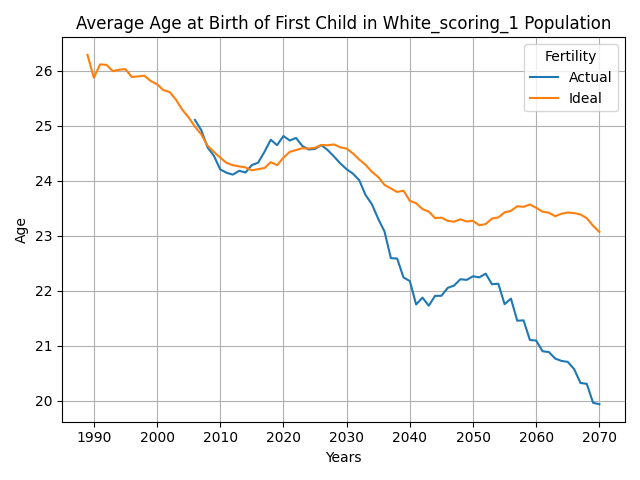 Average Age at Birth of First Child in White_scoring_1 Population
Fertility
Actual
Ideal
Age
26
25
24
23
22
21
20
1990 2000 2010 2020 2030 2040 2050 2060 2070
Years